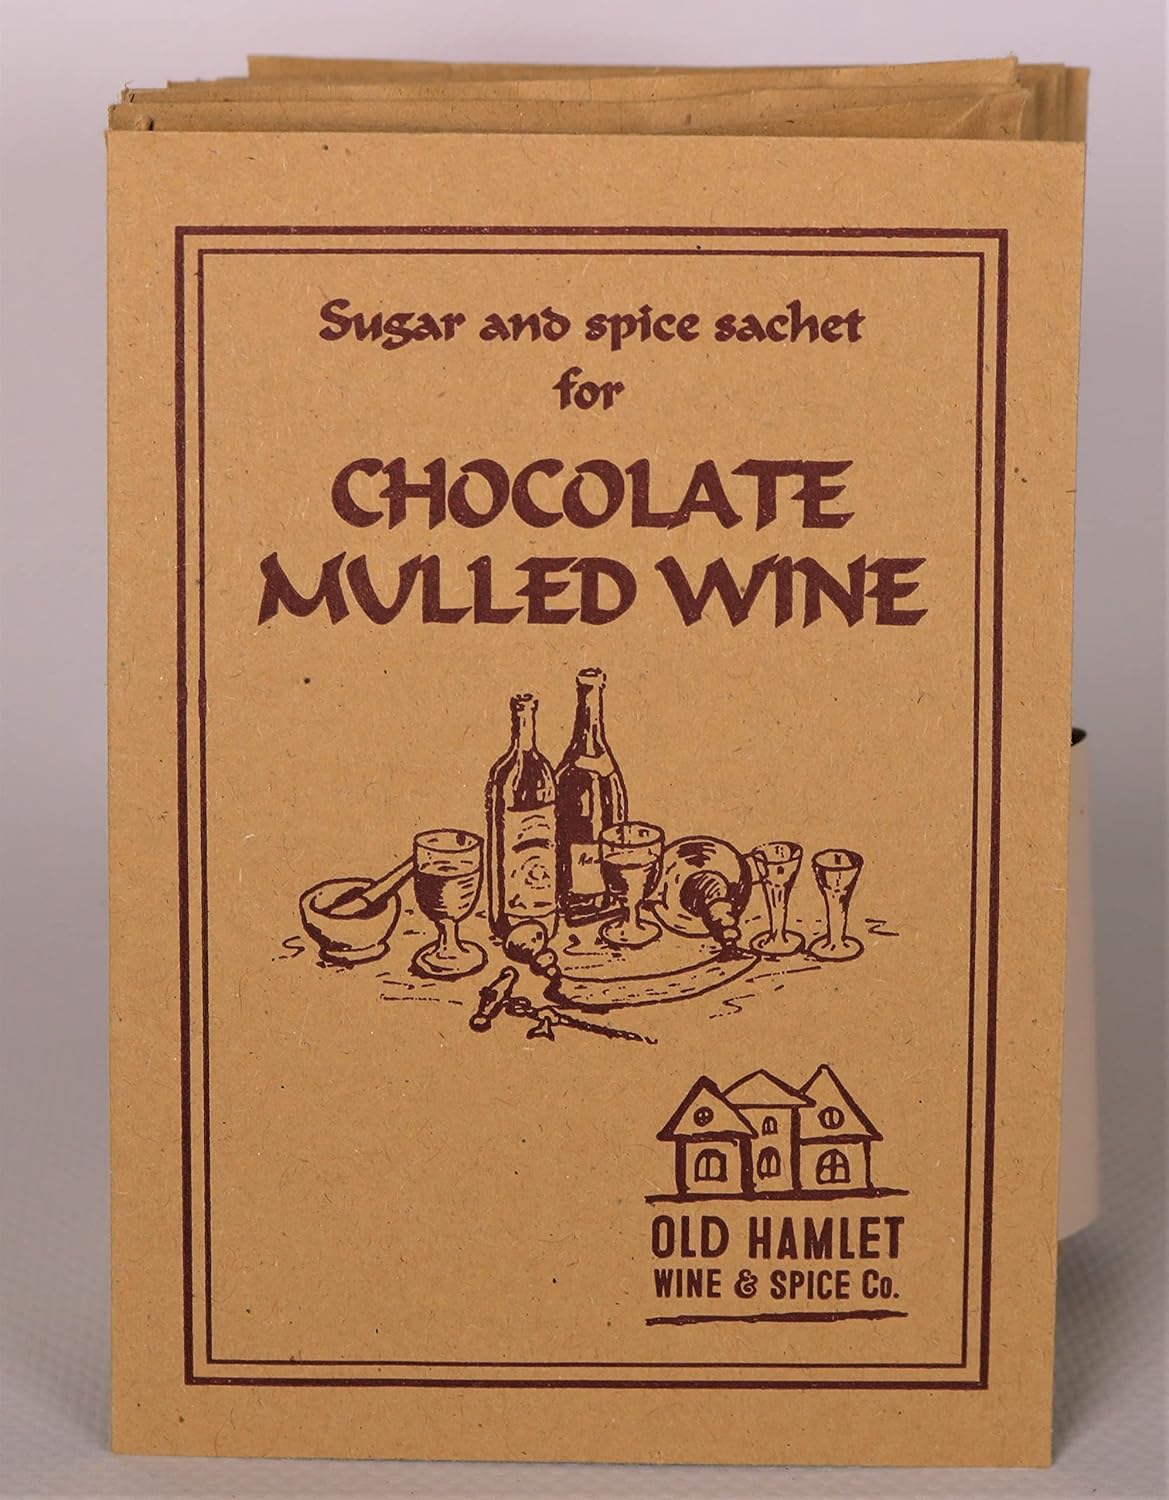 Sugar and spice sachet
for
CHOCOLATE
MULLED WINE
OLD HAMLET
WINE & SPICE Co.